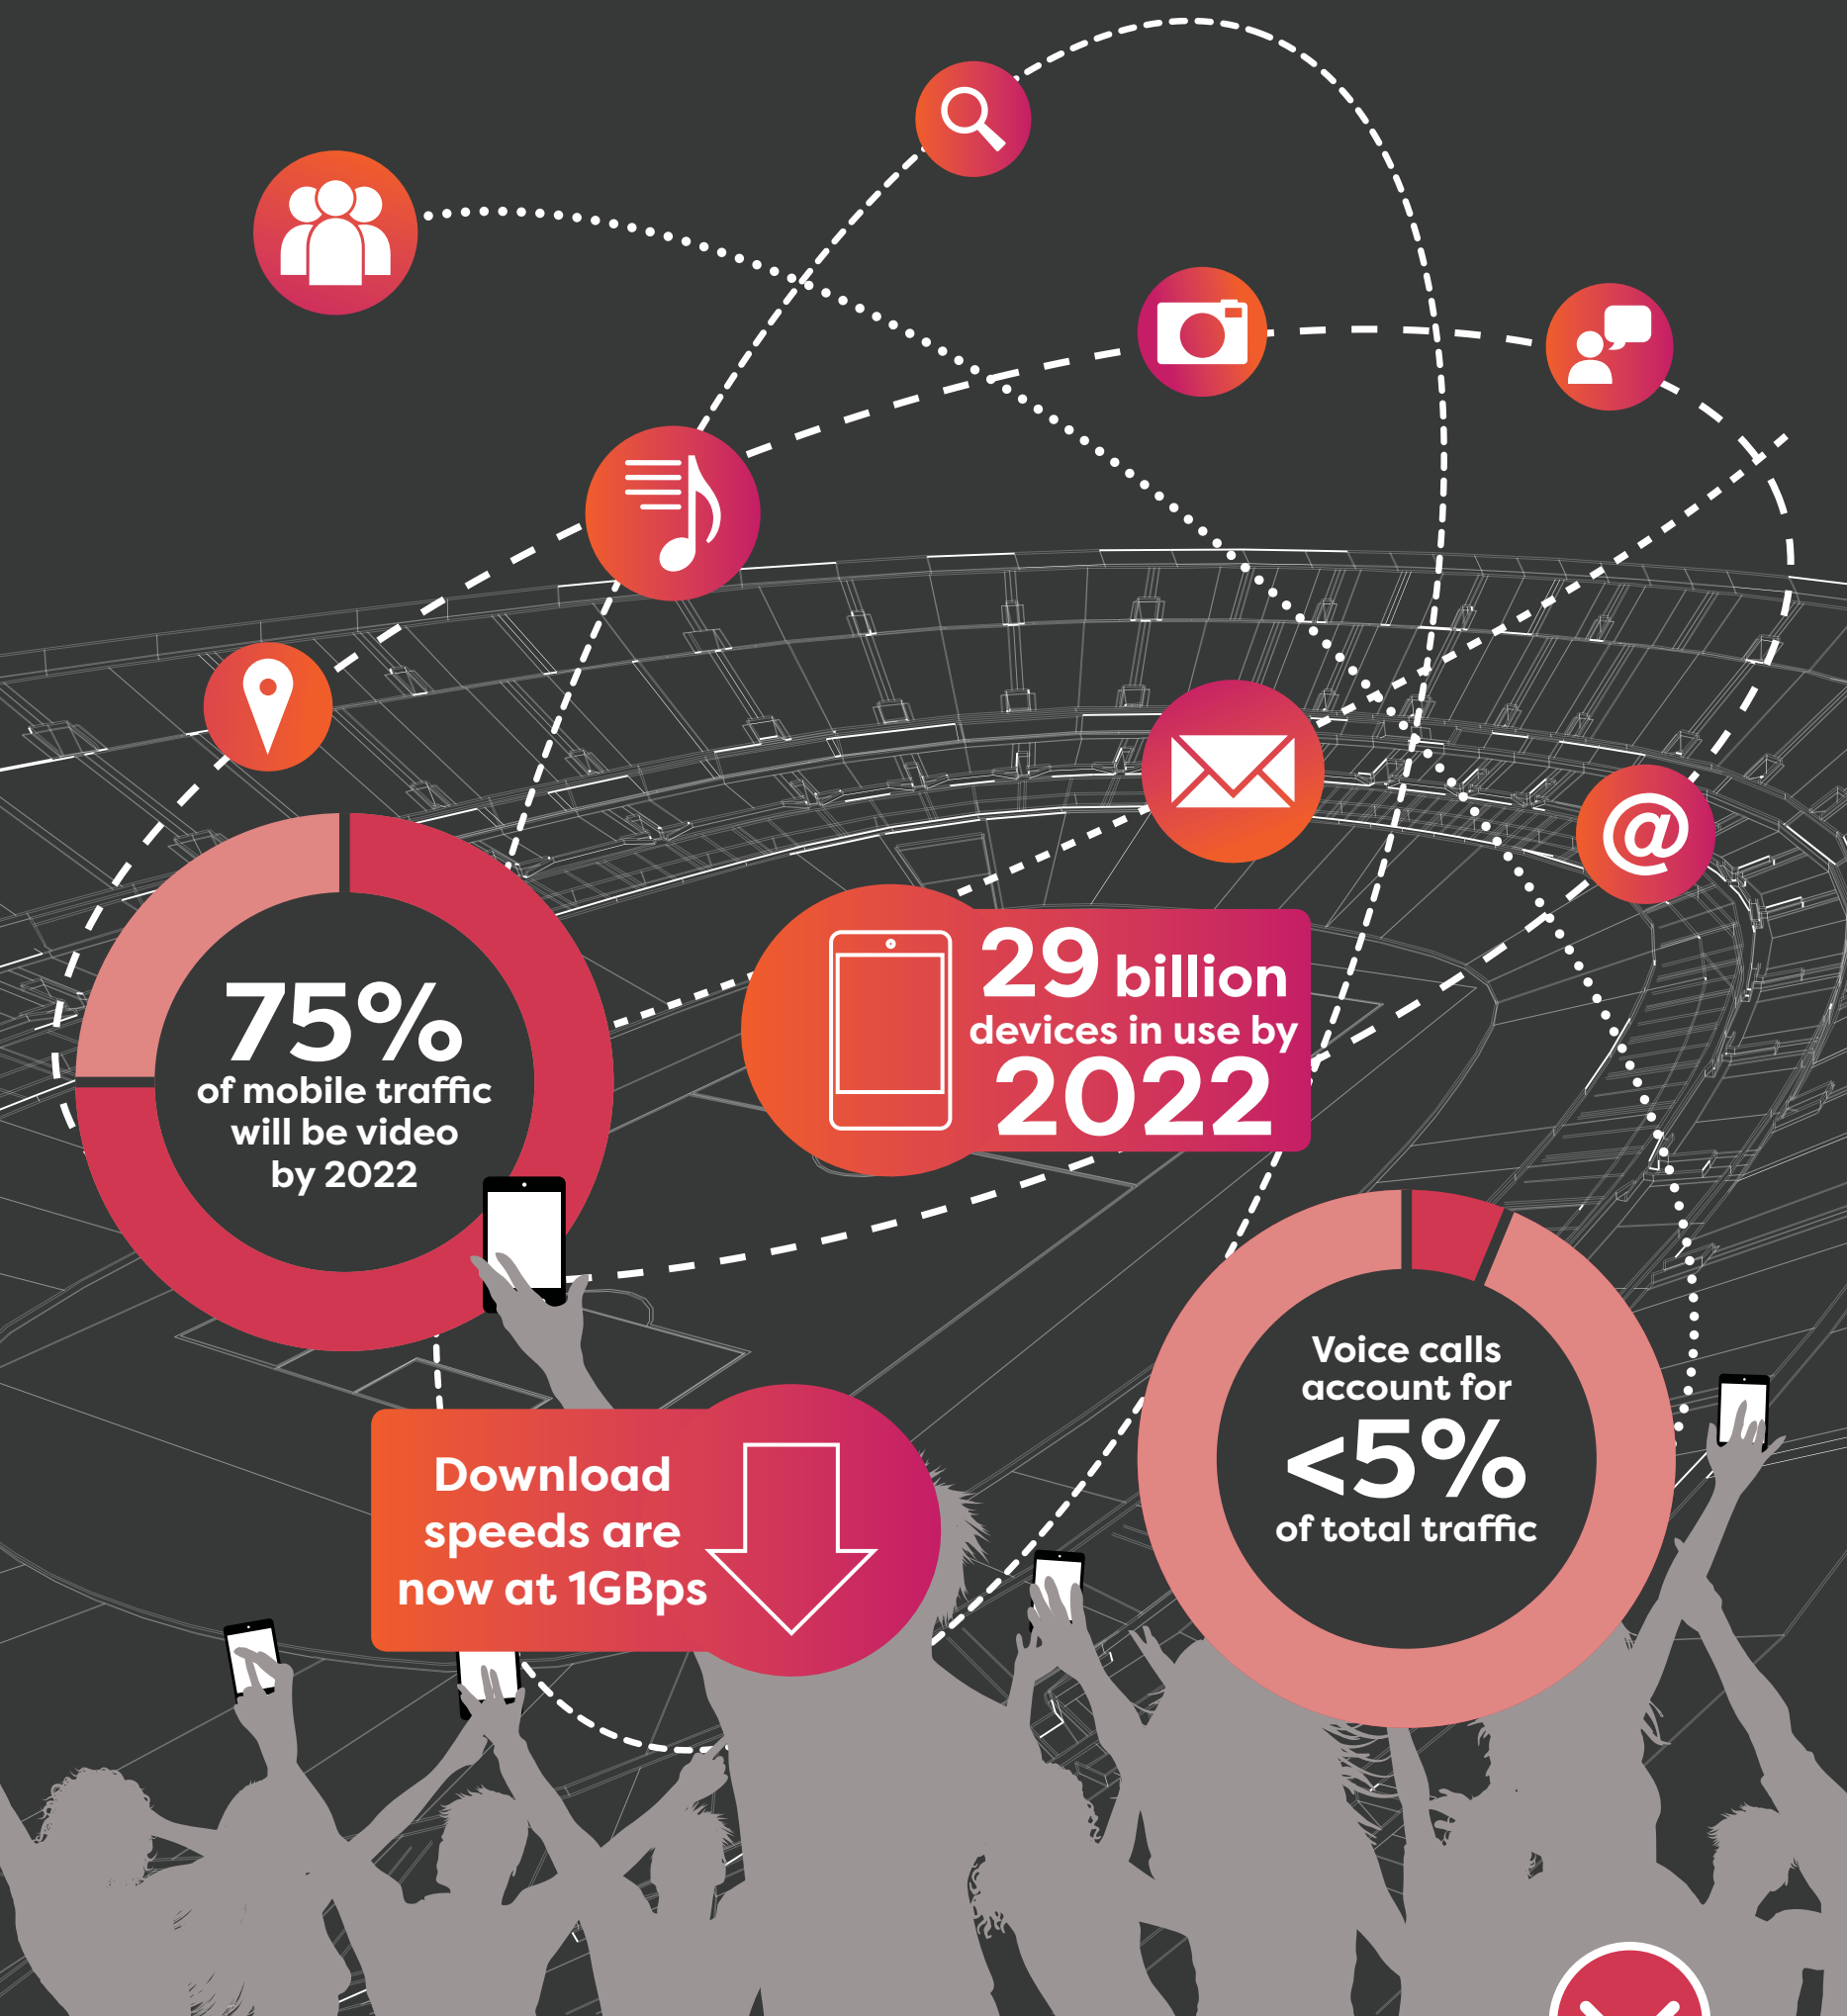 @
75%
of mobile traffic
will be video
by 2022
29 billion
devices in use by
2022
Voice calls
account for
<5%
of total traffic
Download
speeds are
now at 1GBps